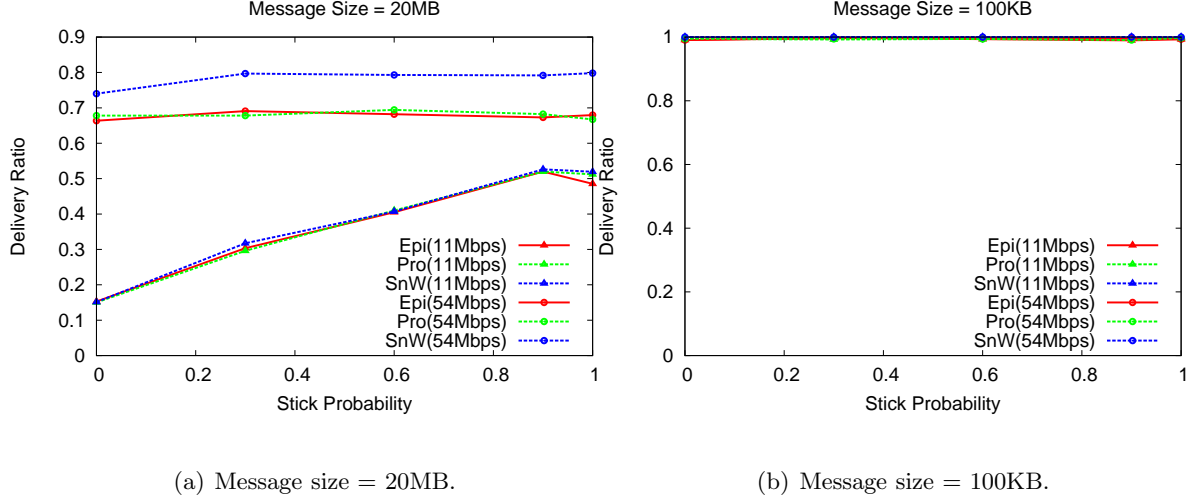 Message Size = 20MB
0.9
0.8
0.7
0.6
0.5
0.4
0.3
0.2
0.1
0
Delivery Ratio
Epi(11Mbps)
Pro(11Mbps)
SnW(11Mbps)
Epi(54Mbps)
Pro(54Mbps)
SnW(54Mbps)
0 0.2 0.4 0.6 0.8 1
Stick Probability
(a) Message size = 20MB.
Message Size = 100KB
1
0.8
0.6
0.4
0.2
0
Delivery Ratio
Epi(11Mbps)
Pro(11Mbps)
SnW(11Mbps)
Epi(54Mbps)
Pro(54Mbps)
SnW(54Mbps)
0 0.2 0.4 0.6 0.8 1
Stick Probability
(b) Message size = 100KB.